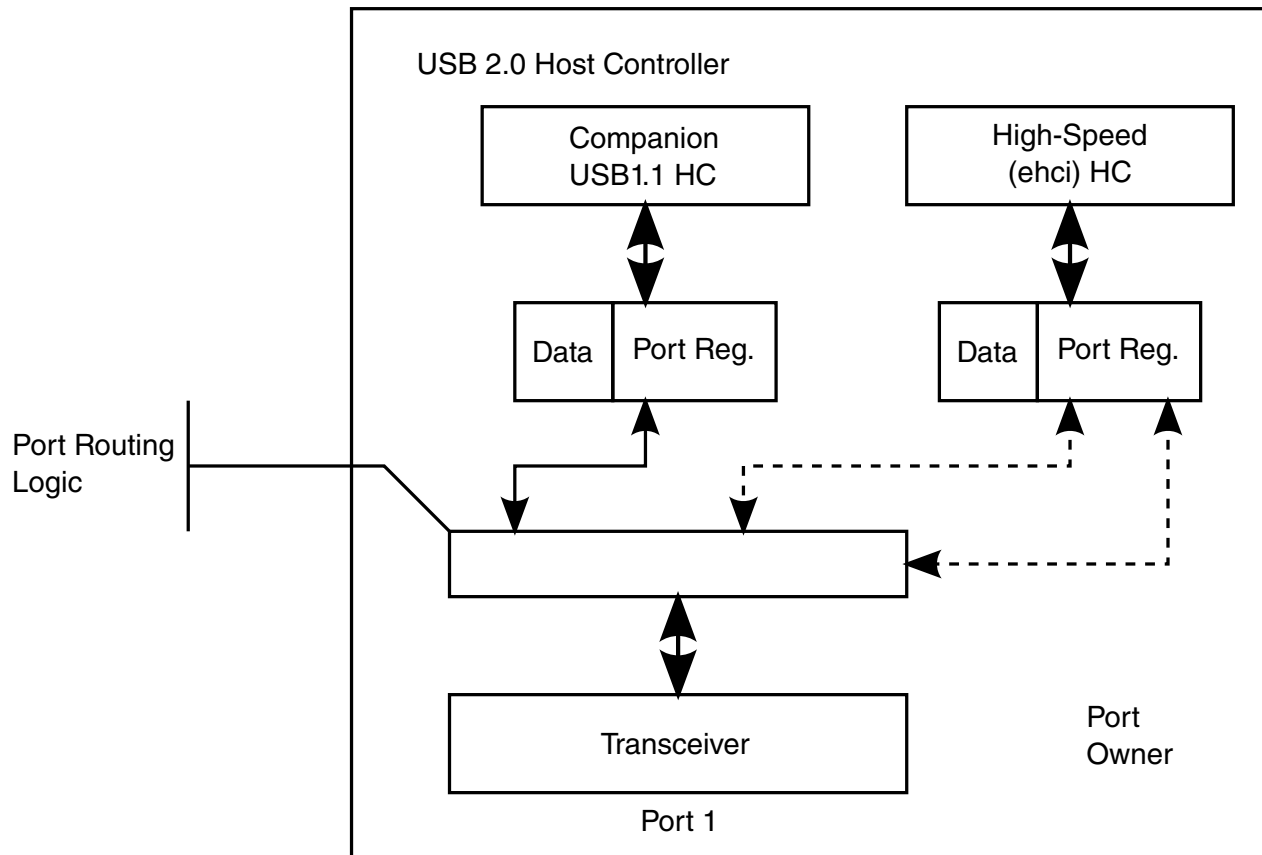 USB 2.0 Host Controller
Companion
USB1.1 HC
High-Speed
(ehci) HC
Data
Port Reg.
Data
Port Reg.
Port Routing
Logic
Transceiver
Port 1
Port
Owner